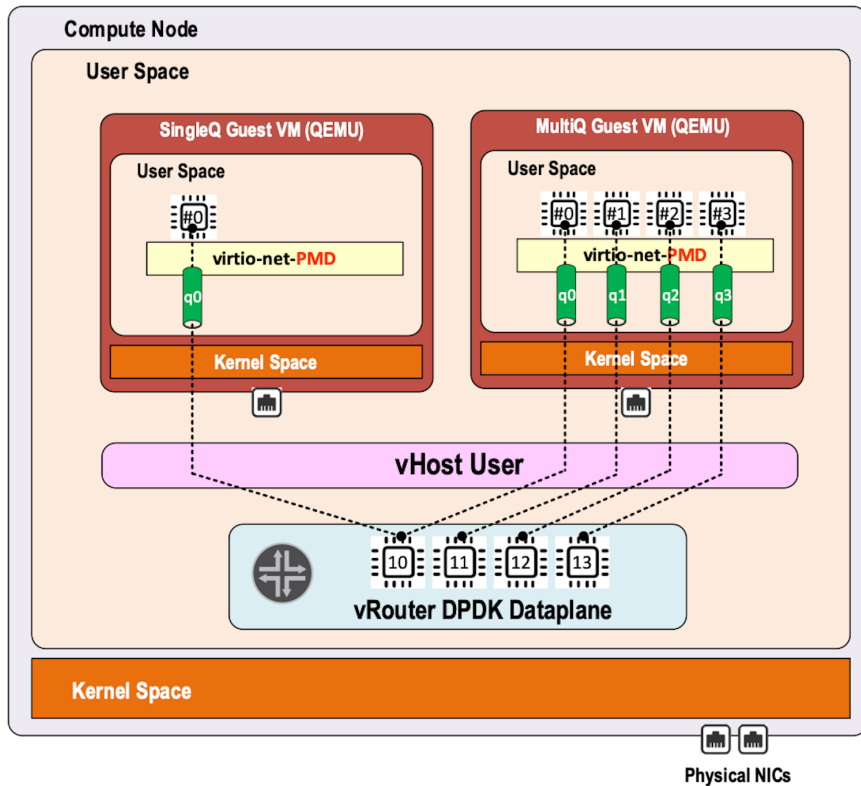 Compute Node
User Space
SingleQ Guest VM (QEMU)
User Space
#0
virtio-net-PMD
q0
Kernel Space
MultiQ Guest VM (QEMU)
User Space
#0 #1 #2 #3
virtio-net-PMD
q0 q1 q2 q3
Kernel Space
vHost User
10 11 12 13
vRouter DPDK Dataplane
Kernel Space
Physical NICs